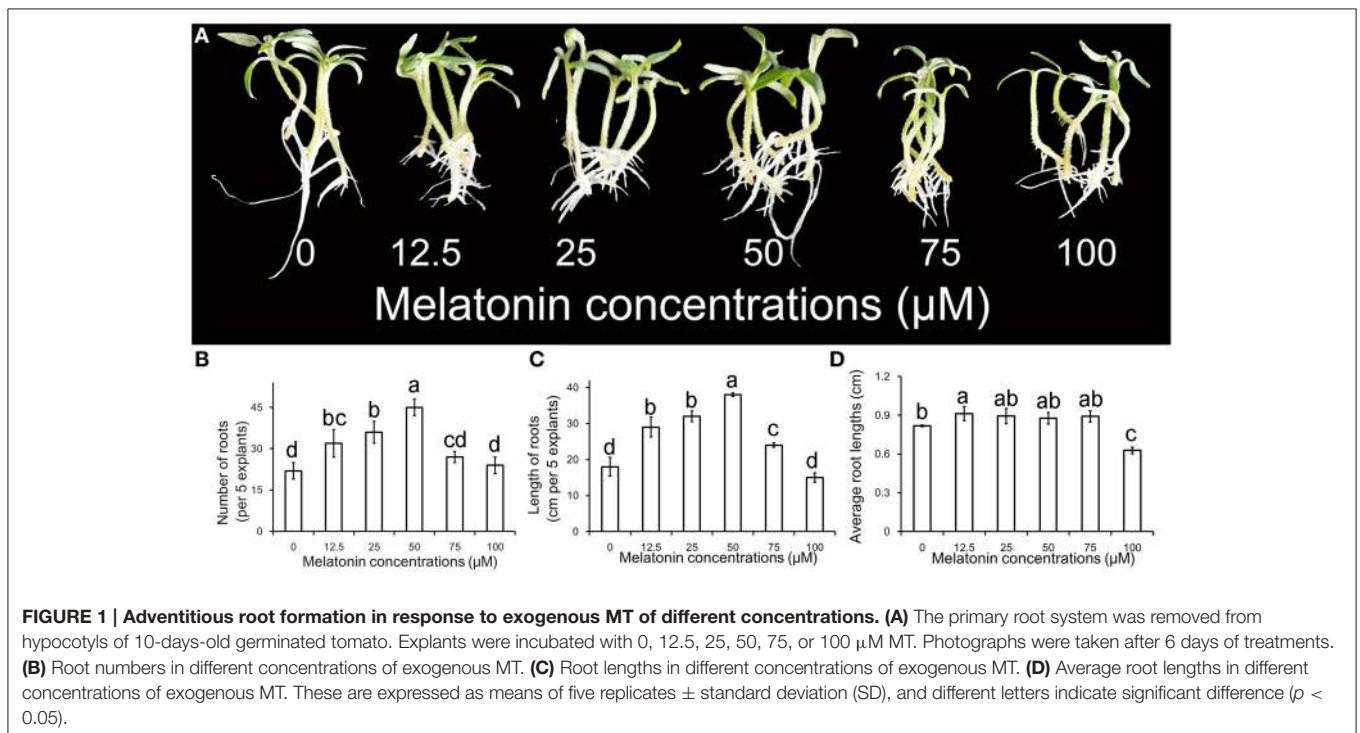 A
0 12.5 25 50 75 100
Melatonin concentrations (µM)
B
Number of roots
(per 5 explants)
45
30
15
0
d bc b a cd d
0 12.5 25 50 75 100
Melatonin concentrations (µM)
C
Length of roots
(cm per 5 explants)
40
30
20
10
0
d b b a c d
0 12.5 25 50 75 100
Melatonin concentrations (µM)
D
Average root lengths (cm)
1.2
0.9
0.6
0.3
0
b a ab ab ab c
0 12.5 25 50 75 100
Melatonin concentrations (µM)
FIGURE 1 | Adventitious root formation in response to exogenous MT of different concentrations. (A) The primary root system was removed from
hypocotyls of 10-days-old germinated tomato. Explants were incubated with 0, 12.5, 25, 50, 75, or 100 µM MT. Photographs were taken after 6 days of treatments.
(B) Root numbers in different concentrations of exogenous MT. (C) Root lengths in different concentrations of exogenous MT. (D) Average root lengths in different
concentrations of exogenous MT. These are expressed as means of five replicates ± standard deviation (SD), and different letters indicate significant difference (p <
0.05).